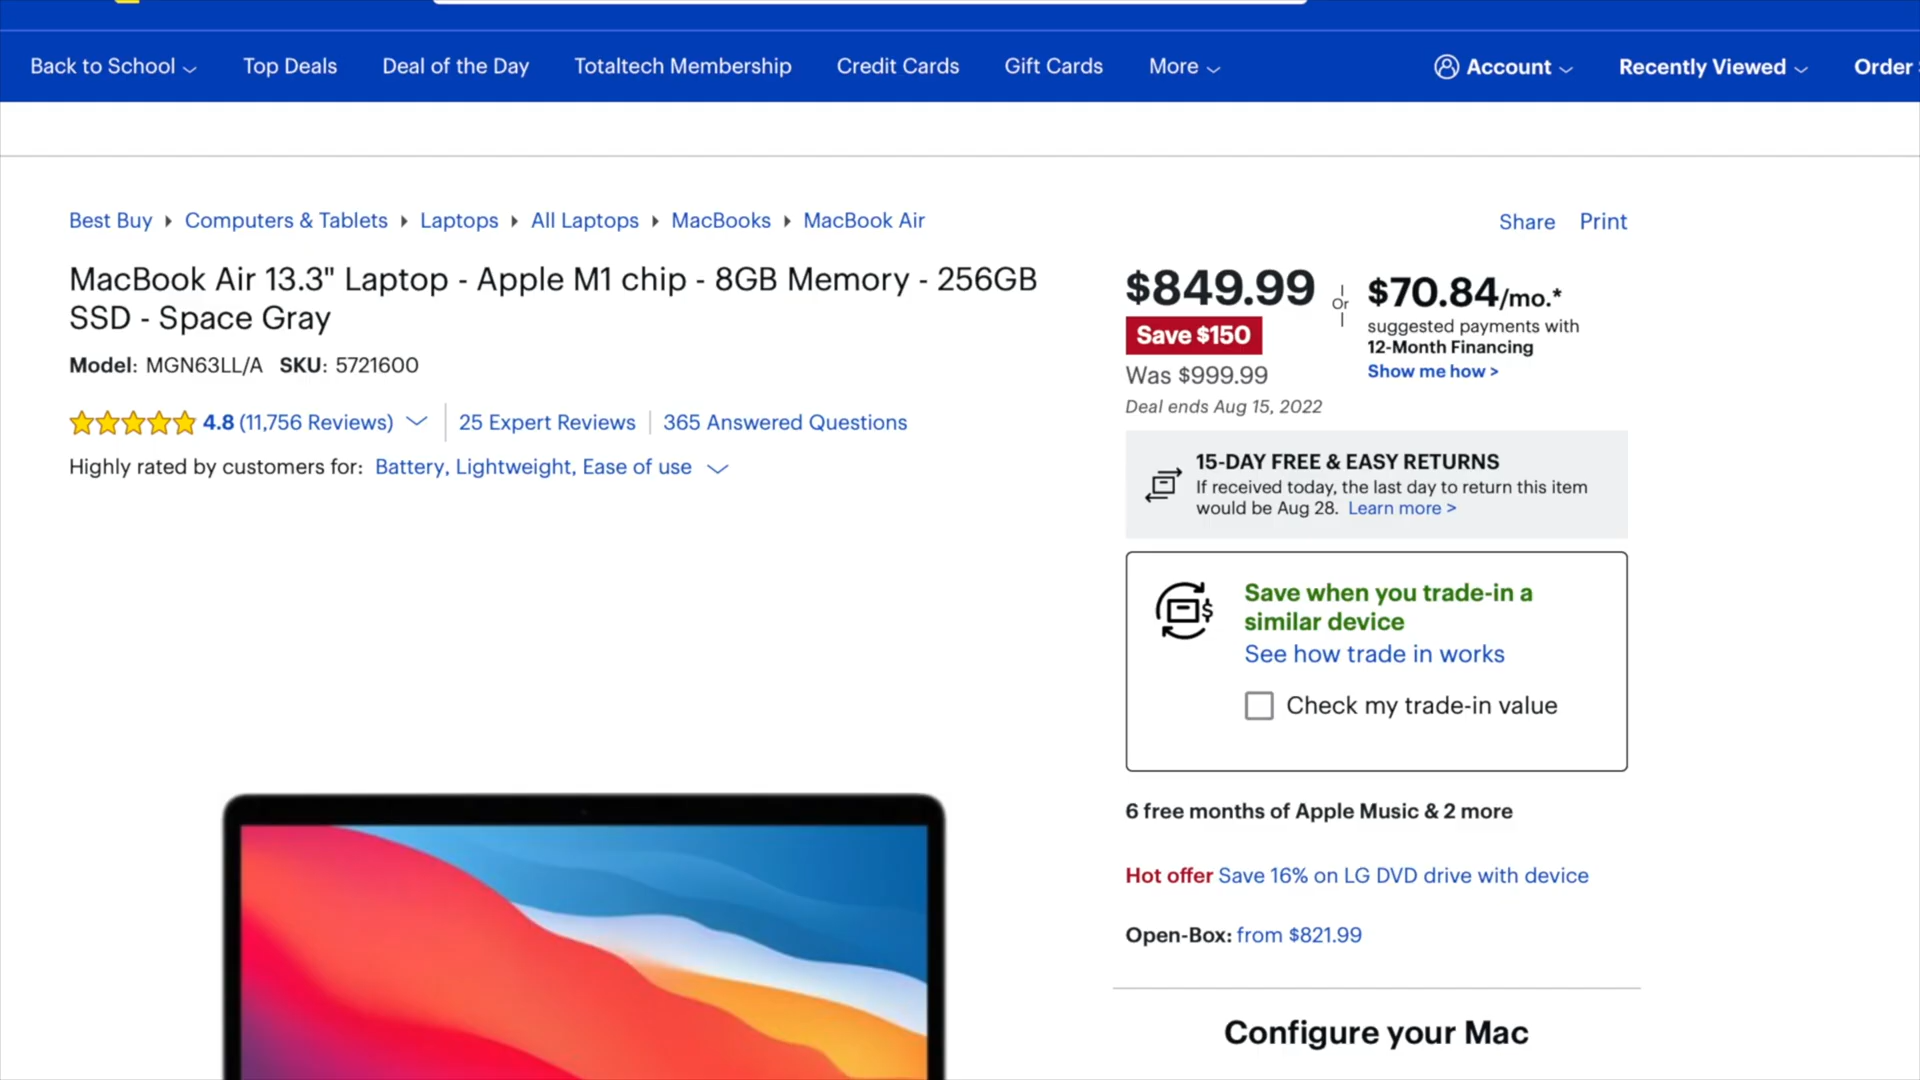 Back to School
Top Deals
Deal of the Day
Totaltech Membership
Credit Cards
Gift Cards
More
Account
Recently Viewed
Order
Best Buy
Computers & Tablets
Laptops
All Laptops
MacBooks
MacBook Air
Share
Print
MacBook Air 13.3" Laptop - Apple M1 chip - 8GB Memory - 256GB
SSD - Space Gray
Model: MGN63LL/A SKU: 5721600
4.8 (11,756 Reviews)
25 Expert Reviews
365 Answered Questions
Highly rated by customers for: Battery, Lightweight, Ease of use
$849.99
Save $150
Was $999.99
Deal ends Aug 15, 2022
Or
$70.84/mo.*
suggested payments with
12-Month Financing
Show me how >
15-DAY FREE & EASY RETURNS
If received today, the last day to return this item
would be Aug 28. Learn more >
Save when you trade-in a
similar device
See how trade in works
Check my trade-in value
6 free months of Apple Music & 2 more
Hot offer Save 16% on LG DVD drive with device
Open-Box: from $821.99
Configure your Mac